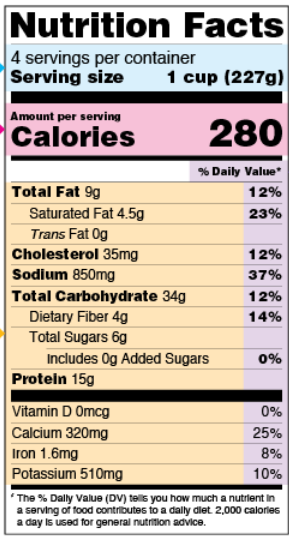 Nutrition Facts
4 servings per container
Serving size 1 cup (227g)
Amount per serving
Calories 280
% Daily Value*
Total Fat 9g 12%
Saturated Fat 4.5g 23%
Trans Fat 0g
Cholesterol 35mg 12%
Sodium 850mg 37%
Total Carbohydrate 34g 12%
Dietary Fiber 4g 14%
Total Sugars 6g
Includes 0g Added Sugars 0%
Protein 15g
Vitamin D 0mcg 0%
Calcium 320mg 25%
Iron 1.6mg 8%
Potassium 510mg 10%
* The % Daily Value (DV) tells you how much a nutrient in
a serving of food contributes to a daily diet. 2,000 calories
a day is used for general nutrition advice.